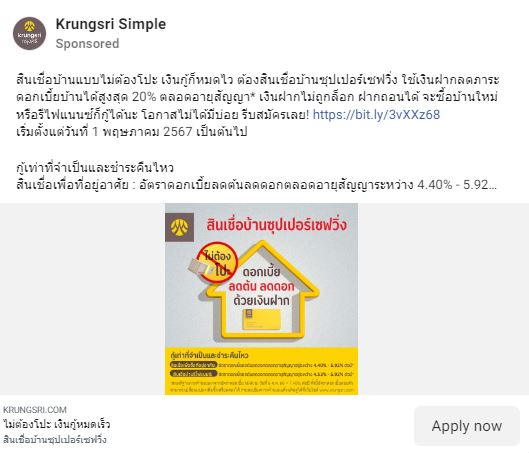 Krungsri Simple
Sponsored
krungsri
กรุงศรี
สินเชื่อบ้านแบบไม่ต้องโปะ เงินกู้ก็หมดไว ต้องสินเชื่อบ้านซุปเปอร์เซฟวิ่ง ใช้เงินฝากลดภาระ
ดอกเบี้ยบ้านได้สูงสุด 20% ตลอดอายุสัญญา* เงินฝากไม่ถูกล็อก ฝากถอนได้ จะซื้อบ้านใหม่
หรือรีไฟแนนซ์ก็กู้ได้นะ โอกาสไม่ได้มีบ่อย รีบสมัครเลย! https://bit.ly/3vXXz68
เริ่มตั้งแต่วันที่ 1 พฤษภาคม 2567 เป็นต้นไป
กู้เท่าที่จำเป็นและชำระคืนไหว
สินเชื่อเพื่อที่อยู่อาศัย : อัตราดอกเบี้ยลดต้นลดดอกตลอดอายุสัญญาระหว่าง 4.40% - 5.92…
สินเชื่อบ้านซุปเปอร์เซฟวิ่ง
ไม่ต้อง
โปะ
ดอกเบี้ย
ลดต้น ลดดอก
ด้วยเงินฝาก
กู้เท่าที่จำเป็นและชำระคืนไหว
KRUNGSRI.COM
ไม่ต้องโปะ เงินกู้หมดเร็ว
สินเชื่อบ้านซุปเปอร์เซฟวิ่ง
Apply now